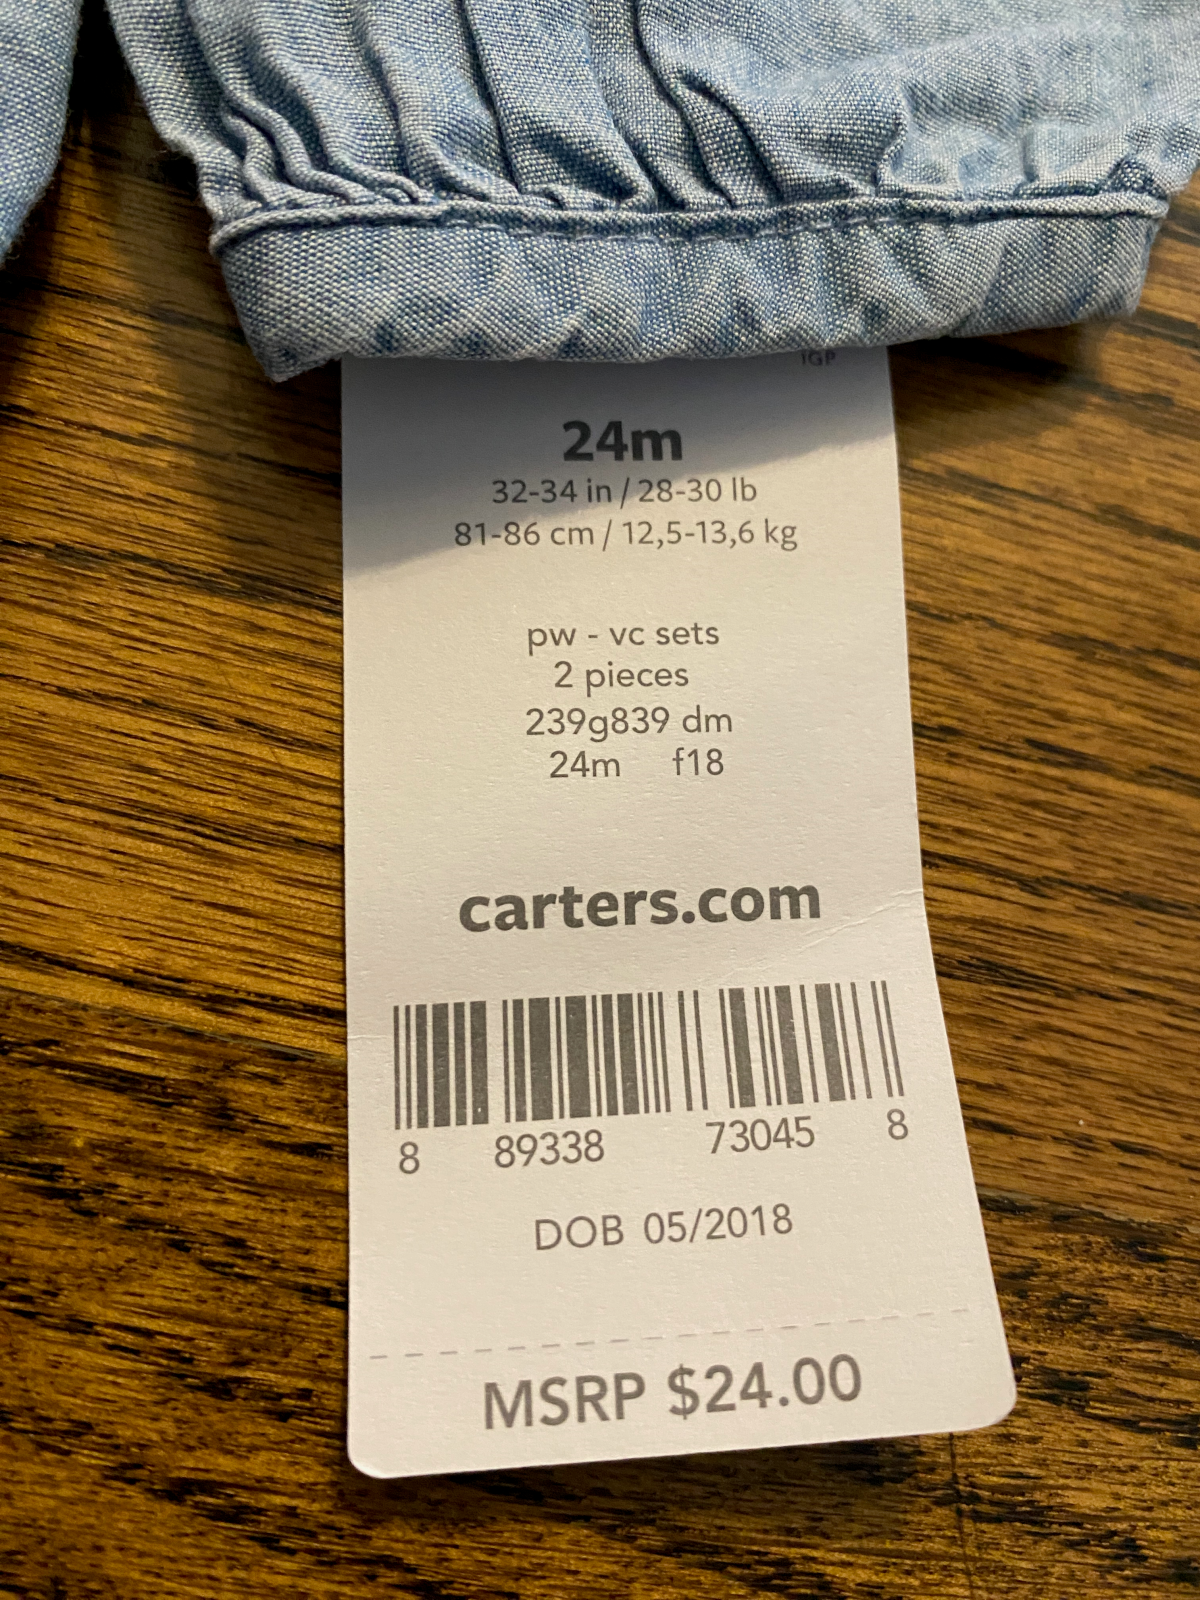 IGP
24m
32-34 in / 28-30 lb
81-86 cm / 12,5-13,6 kg
pw - vc sets
2 pieces
239g839 dm
24m f18
carters.com
8 89338 73045 8
DOB 05/2018
MSRP $24.00